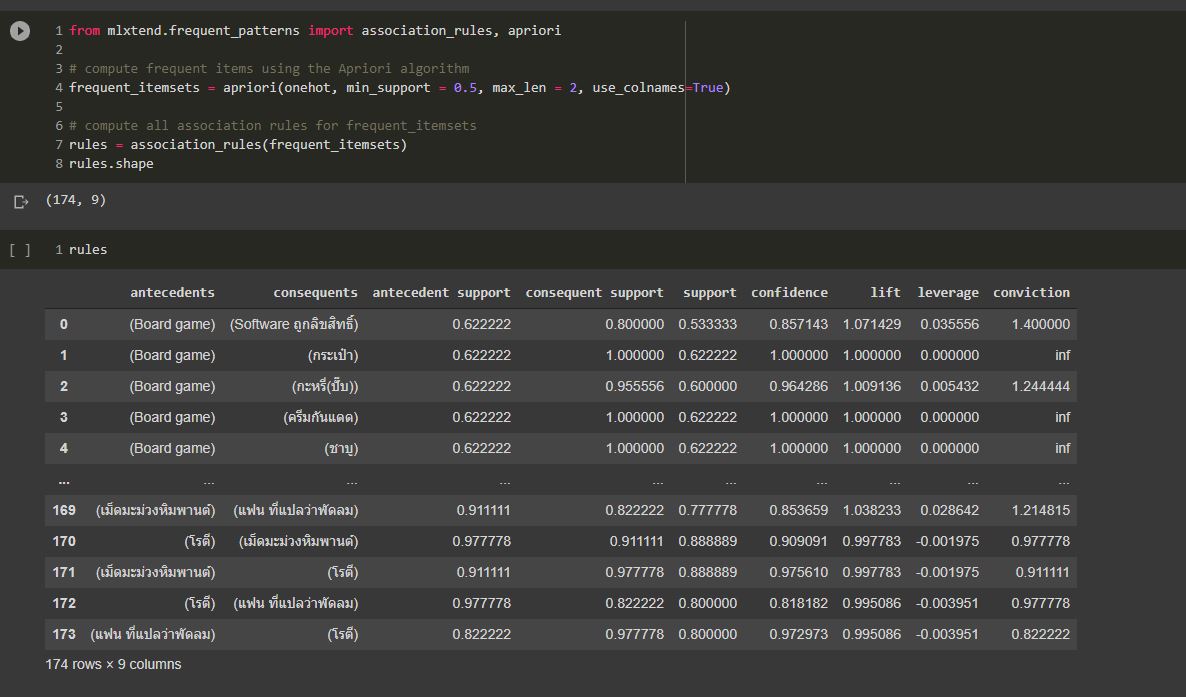 1 from mlxtend.frequent_patterns import association_rules, apriori
2
3 # compute frequent items using the Apriori algorithm
4 frequent_itemsets = apriori(onehot, min_support = 0.5, max_len = 2, use_colnames=True)
5
6 # compute all association rules for frequent_itemsets
7 rules = association_rules(frequent_itemsets)
8 rules.shape
(174, 9)
[ ] 1 rules
antecedents consequents antecedent support consequent support support confidence lift leverage conviction
0 (Board game) (Software ถูกลิขสิทธิ์) 0.622222 0.800000 0.533333 0.857143 1.071429 0.035556 1.400000
1 (Board game) (กระเป๋า) 0.622222 1.000000 0.622222 1.000000 1.000000 0.000000 inf
2 (Board game) (กะหรี่(ปั๊บ)) 0.622222 0.955556 0.600000 0.964286 1.009136 0.005432 1.244444
3 (Board game) (ครีมกันแดด) 0.622222 1.000000 0.622222 1.000000 1.000000 0.000000 inf
4 (Board game) (ชาบู) 0.622222 1.000000 0.622222 1.000000 1.000000 0.000000 inf
... ... ... ... ... ... ... ... ... ...
169 (เม็ดมะม่วงหิมพานต์) (แฟน ที่แปลว่าพัดลม) 0.911111 0.822222 0.777778 0.853659 1.038233 0.028642 1.214815
170 (โรตี) (เม็ดมะม่วงหิมพานต์) 0.977778 0.911111 0.888889 0.909091 0.997783 -0.001975 0.977778
171 (เม็ดมะม่วงหิมพานต์) (โรตี) 0.911111 0.977778 0.888889 0.975610 0.997783 -0.001975 0.911111
172 (โรตี) (แฟน ที่แปลว่าพัดลม) 0.977778 0.822222 0.800000 0.818182 0.995086 -0.003951 0.977778
173 (แฟน ที่แปลว่าพัดลม) (โรตี) 0.822222 0.977778 0.800000 0.972973 0.995086 -0.003951 0.822222
174 rows × 9 columns